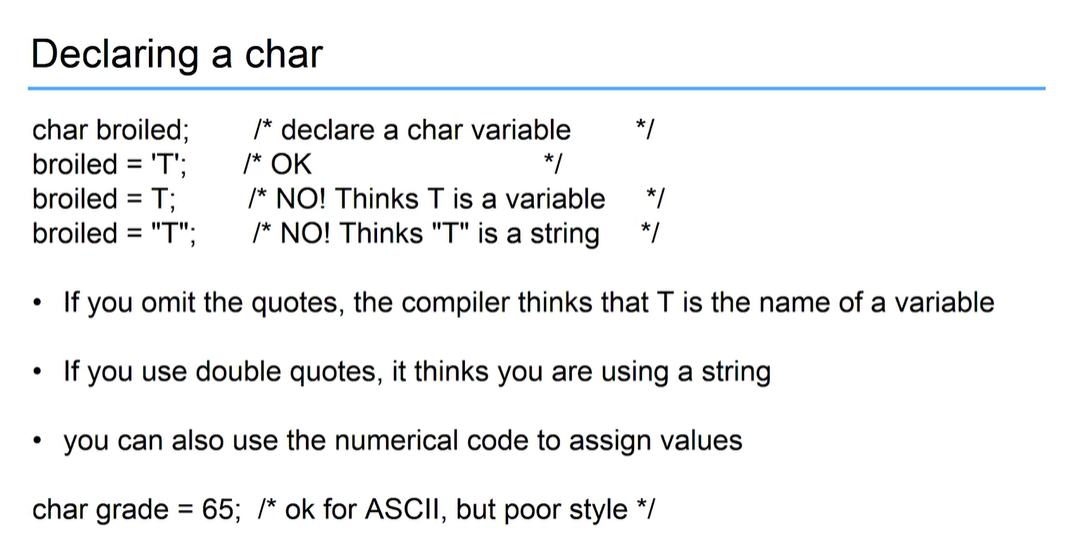 Declaring a char
char broiled; /* declare a char variable */
broiled = 'T'; /* OK */
broiled = T; /* NO! Thinks T is a variable */
broiled = "T"; /* NO! Thinks "T" is a string */
• If you omit the quotes, the compiler thinks that T is the name of a variable
• If you use double quotes, it thinks you are using a string
• you can also use the numerical code to assign values
char grade = 65; /* ok for ASCII, but poor style */